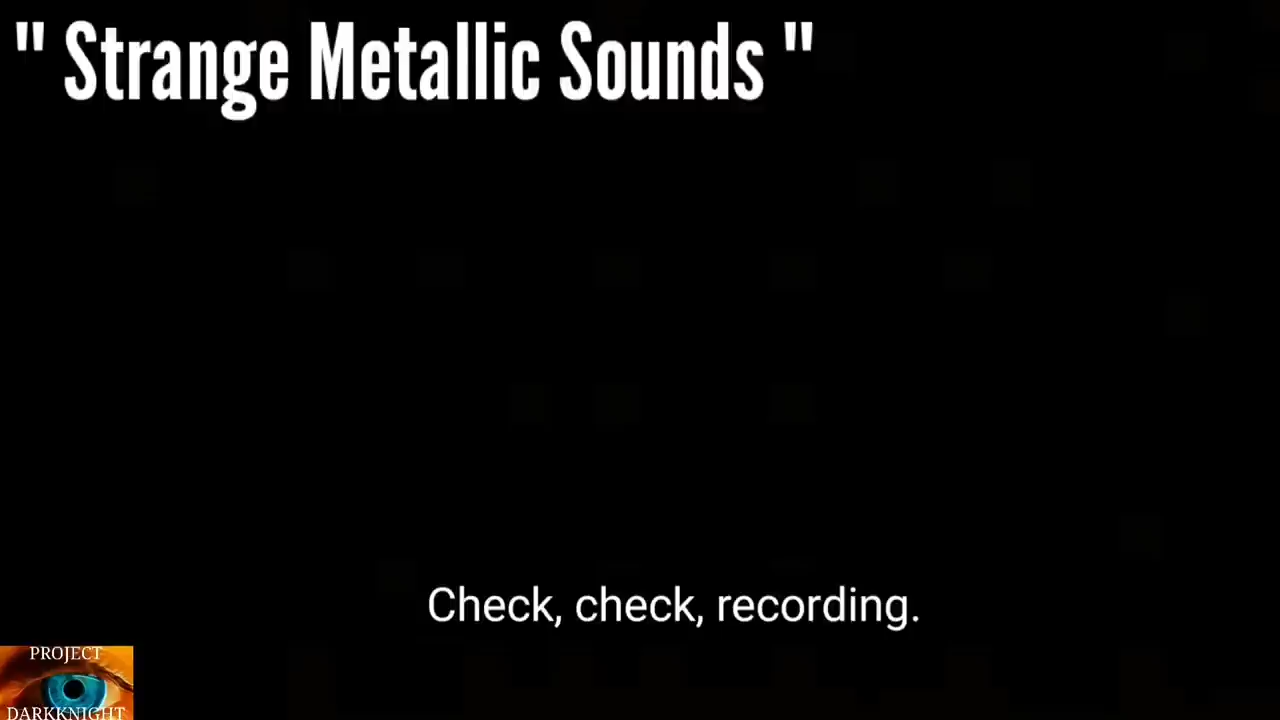 " Strange Metallic Sounds "
Check, check, recording.
PROJECT
DARKKNIGHT